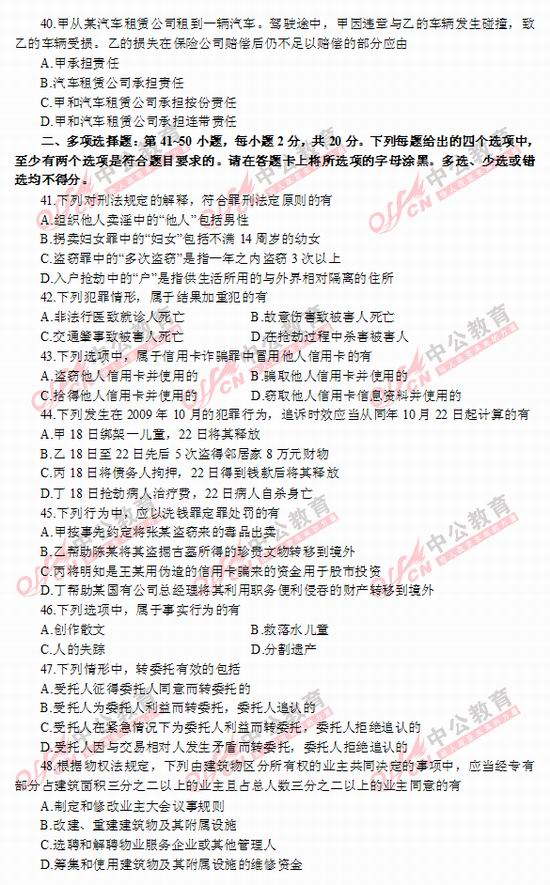 40.甲从某汽车租赁公司租到一辆汽车。驾驶途中，甲因违章与乙的车辆发生碰撞，致
乙的车辆受损。乙的损失在保险公司赔偿后仍不足以赔偿的部分应由
A.甲承担责任
B.汽车租赁公司承担责任
C.甲和汽车租赁公司承担按份责任
D.甲和汽车租赁公司承担连带责任
二、多项选择题：第 41-50 小题，每小题 2 分，共 20 分。下列每题给出的四个选项中，
至少有两个选项是符合题目要求的。请在答题卡上将所选项的字母涂黑。多选、少选或错
选均不得分。
41.下列对刑法规定的解释，符合罪刑法定原则的有
A.组织他人卖淫中的“他人”包括男性
B.拐卖妇女罪中的“妇女”包括不满 14 周岁的幼女
C.盗窃罪中的“多次盗窃”是指一年之内盗窃 3 次以上
D.入户抢劫中的“户”是指供生活所用的与外界相对隔离的住所
42.下列犯罪情形，属于结果加重犯的有
A.非法行医致就诊人死亡 B.故意伤害致被害人死亡
C.交通肇事致被害人死亡 D.在抢劫过程中杀害被害人
43.下列选项中，属于信用卡诈骗罪中冒用他人信用卡的有
A.盗窃他人信用卡并使用的 B.骗取他人信用卡并使用的
C.拾得他人信用卡并使用的 D.窃取他人信用卡信息资料并使用的
44.下列发生在 2009 年 10 月的犯罪行为，追诉时效应当从同年 10 月 22 日起计算的有
A.甲 18 日绑架一儿童，22 日将其释放
B.乙 18 日至 22 日先后 5 次盗得邻居家 8 万元财物
C.丙 18 日将债务人拘押，22 日得到钱款后将其释放
D.丁 18 日抢劫病人治疗费，22 日病人自杀身亡
45.下列行为中，应以洗钱罪定罪处罚的有
A.甲按事先约定将张某盗窃来的毒品出卖
B.乙帮助陈某将其盗掘古墓所得的珍贵文物转移到境外
C.丙将明知是王某用伪造的信用卡骗来的资金用于股市投资
D.丁帮助某国有公司总经理将其利用职务便利侵吞的财产转移到境外
46.下列选项中，属于事实行为的有
A.创作散文 B.救落水儿童
C.人的失踪 D.分割遗产
47.下列情形中，转委托有效的包括
A.受托人征得委托人同意而转委托的
B.受托人为委托人利益而转委托，委托人追认的
C.受托人在紧急情况下为委托人利益而转委托，委托人拒绝追认的
D.受托人因与交易相对人发生矛盾而转委托，委托人拒绝追认的
48.根据物权法规定，下列由建筑物区分所有权的业主共同决定的事项中，应当经专有
部分占建筑面积三分之二以上的业主且占总人数三分之二以上的业主同意的有
A.制定和修改业主大会议事规则
B.改建、重建建筑物及其附属设施
C.选聘和解聘物业服务企业或其他管理人
D.筹集和使用建筑物及其附属设施的维修资金